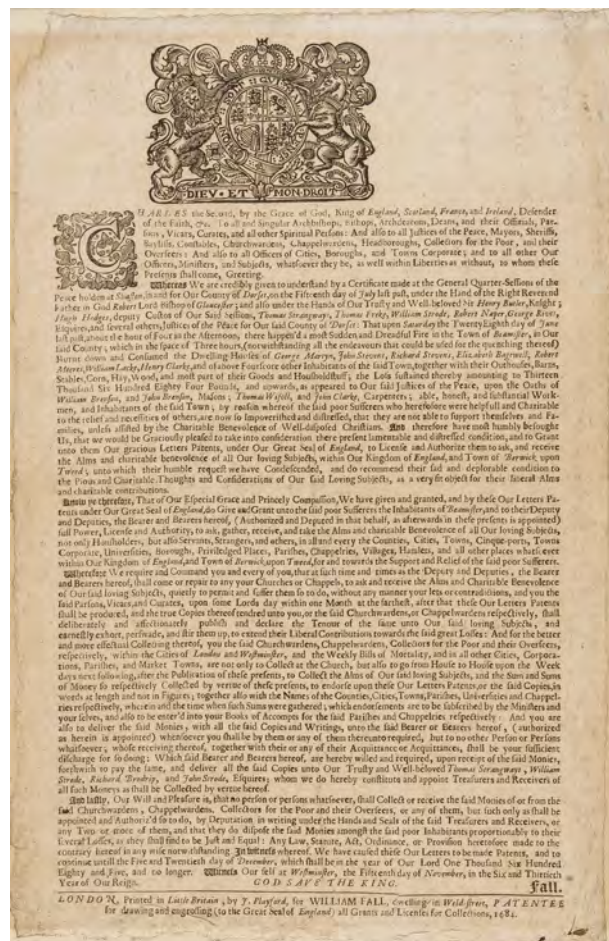 DIEV·ET MON·DROIT
CHARLES the Second, by the Grace of God, King of England, Scotland, France, and Ireland, Defender
of the Faith, &c. To all and Singular Archbishops, Bishops, Archdeacons, Deans, and their Officials, Par-
sons, Vicars, Curates, and all other Spiritual Persons: And also to all Justices of the Peace, Mayors, Sheriffs,
Bayliffs, Constables, Churchwardens, Chappelwardens, Headboroughs, Collectors for the Poor, and their
Overseers: And also to all Officers of Cities, Boroughs, and Towns Corporate; and to all other Our
Officers, Ministers, and Subjects, whatsoever they be, as well within Liberties as without, to whom these
Presents shall come, Greeting.
Whereas We are credibly given to understand by a Certificate made at the General Quarter-Sessions of the
Peace holden at in and for Our County of Dorset, on the Fifteenth day of July last past, under the Hand of the Right Reverend
Father in God Robert Lord Bishop of ; and also under the Hands of Our Trusty and Well-beloved Sir Henry Butler, Knight;
Hugh Hodges, deputy Custos of Our Said Sessions, Thomas Strangways, Thomas Freke, William Strode, Robert Naper, George Rives,
Esquires, and several others, Justices of the Peace for Our said County of Dorset: That upon Saturday the Twenty Eighth day of June
last past, about the hour of Four in the Afternoon, there happen'd a most Sudden and Dreadful Fire in the Town of Beamister, in Our
said County; which in the space of Three hours, (notwithstanding all the endeavours that could be used for the quenching thereof)
Burnt down and Consumed the Dwelling-Houses of George Martyn, John Stevens, Richard Stevens, Elizabeth Bagwell, Robert
Meeres, William Lacky, Henry Clarke, and of above Fourscore other Inhabitants of the said Town, together with their Outhouses, Barns,
Stables, Corn, Hay, Wood, and most part of their Goods and Householdstuff; the Loss sustained thereby amounting to Thirteen
Thousand Six Hundred Eighty Four Pounds, and upwards, as appeared to Our said Justices of the Peace, upon the Oaths of
William Branson, and John Branson, Masons; Thomas and John Clarke, Carpenters; able, honest, and substantial Work-
men, and Inhabitants of the said Town; by reason whereof the said poor Sufferers who heretofore were helpfull and Charitable
to the relief and necessities of others, are now so Impoverished and distressed, that they are not able to support themselves and Fa-
milies, unless assisted by the Charitable Benevolence of Well-disposed Christians. And therefore have most humbly besought
Us, that we would be Graciously pleased to take into consideration there present lamentable and distressed condition, and to Grant
unto them Our gracious Letters Patents, under Our Great Seal of England, to License and Authorize them to ask, and receive
the Alms and charitable benevolence of all Our loving Subjects, within Our Kingdom of England, and Town of Berwick, upon
Tweed; unto which their humble request we have Condescended, and do recommend their sad and deplorable condition to
the Pious and Charitable Thoughts and Considerations of Our said Loving Subjects, as a very fit object for their liberal Alms
and charitable contributions.
Know ye therefore, That of Our Especial Grace and Princely Compassion, We have given and granted, and by these Our Letters Pa-
tents under Our Great Seal of England, do Give and Grant unto the said poor Sufferers the Inhabitants of Beamister, and to their Deputy
and Deputies, the Bearer and Bearers hereof, (Authorized and Deputed in that behalf, as afterwards in these presents is appointed)
full Power, License and Authority, to ask, gather, receive, and take the Alms and charitable Benevolence of all Our loving Subjects,
not only Housholders, but also Servants, Strangers, and others, in all and every the Counties, Cities, Towns, Cinque-ports, Towns
Corporate, Universities, Boroughs, Priviledged Places, Parishes, Chappelries, Villages, Hamlets, and all other places whatsoever
within Our Kingdom of England, and Town of Berwick, upon Tweed, for and towards the Support and Relief of the said poor Sufferers.
Wherefore We require and Command you and every of you, that at such time and times as the Deputy and Deputies, the Bearer
and Bearers hereof, shall come or repair to any your Churches or Chappels, to ask and receive the Alms and Charitable Benevolence
of Our said loving Subjects, quietly to permit and suffer them so to do, without any manner your lets or contradictions, and you the
said Parsons, Vicars, and Curates, upon some Lords day within one Month at the farthest, after that these Our Letters Patents
shall be produced, and the true Copies thereof tendred unto you, or the said Churchwardens, or Chappelwardens respectively, shall
deliberately and affectionately publish and declare the Tenour of the same unto Our said loving Subjects, and
earnestly exhort, perswade, and stir them up, to extend their Liberal Contributions towards the said great Losses: And for the better
and more effectual Collecting thereof, you the said Churchwardens, Chappelwardens, Collectors for the Poor and their Overseers,
respectively, within the Cities of London and Westminster, and the Weekly Bills of Mortality, and in all other Cities, Corpora-
tions, Parishes, and Market Towns, are not only to Collect at the Church, but also to go from House to House upon the Week
days next following, after the Publication of these presents, to Collect the Alms of Our said loving Subjects, and the Sum and Sums
of Money so respectively Collected by vertue of these presents, to endorse upon these Our Letters Patents, or the said Copies, in
words at length and not in Figures; together also with the Names of the Counties, Cities, Towns, Parishes, Universities and Chappel-
ries respectively, wherein and the time when such Sums were gathered; which endorsements are to be subscribed by the Ministers and
your selves, and also to be enter'd into your Books of Accompts for the said Parishes and Chappelries respectively: And you are
also to deliver the said Monies, with all the said Copies and Writings, unto the said Bearer or Bearers hereof, (authorized
as herein is appointed) whensoever you shall be by them or any of them thereunto required, but to no other Person or Persons
whatsoever; whose receiving thereof, together with their or any of their Acquittance or Acquittances, shall be your sufficient
discharge for so doing: Which said Bearer and Bearers hereof, are hereby willed and required, upon receipt of the said Monies,
forthwith to pay the same, and deliver all the said Copies unto Our Trusty and Well-beloved Thomas Strangways, William
Strode, Richard Brodrip, and John Strode, Esquires; whom we do hereby constitute and appoint Treasurers and Receivers of
all such Moneys as shall be Collected by vertue hereof.
And lastly, Our Will and Pleasure is, that no person or persons whatsoever, shall Collect or receive the said Monies of or from the
said Churchwardens, Chappelwardens, Collectors for the Poor and their Overseers, or any of them, but such only as shall be
appointed and Authoriz'd so to do, by Deputation in writing under the Hands and Seals of the said Treasurers and Receivers, or
any Two or more of them, and that they do dispose the said Monies amongst the said poor Inhabitants proportionably to their
several Losses, as they shall find to be Just and Equal: Any Law, Statute, Act, Ordinance, or Provision heretofore made to the
contrary hereof in any wise notwithstanding. In witness whereof, We have caused these Our Letters to be made Patents, and to
continue untill the Five and Twentieth day of December, which shall be in the year of Our Lord One Thousand Six Hundred
Eighty and Five, and no longer. Witness Our self at Westminster, the Fifteenth day of November, in the Six and Thirtieth
Year of Our Reign. GOD SAVE THE KING. Fall.
LONDON, Printed in Little Britain, by J. Playford, for WILLIAM FALL, dwelling in Weld-street, PATENTEE
for drawing and engrossing (to the Great Seal of England) all Grants and Licenses for Collections, 1684.